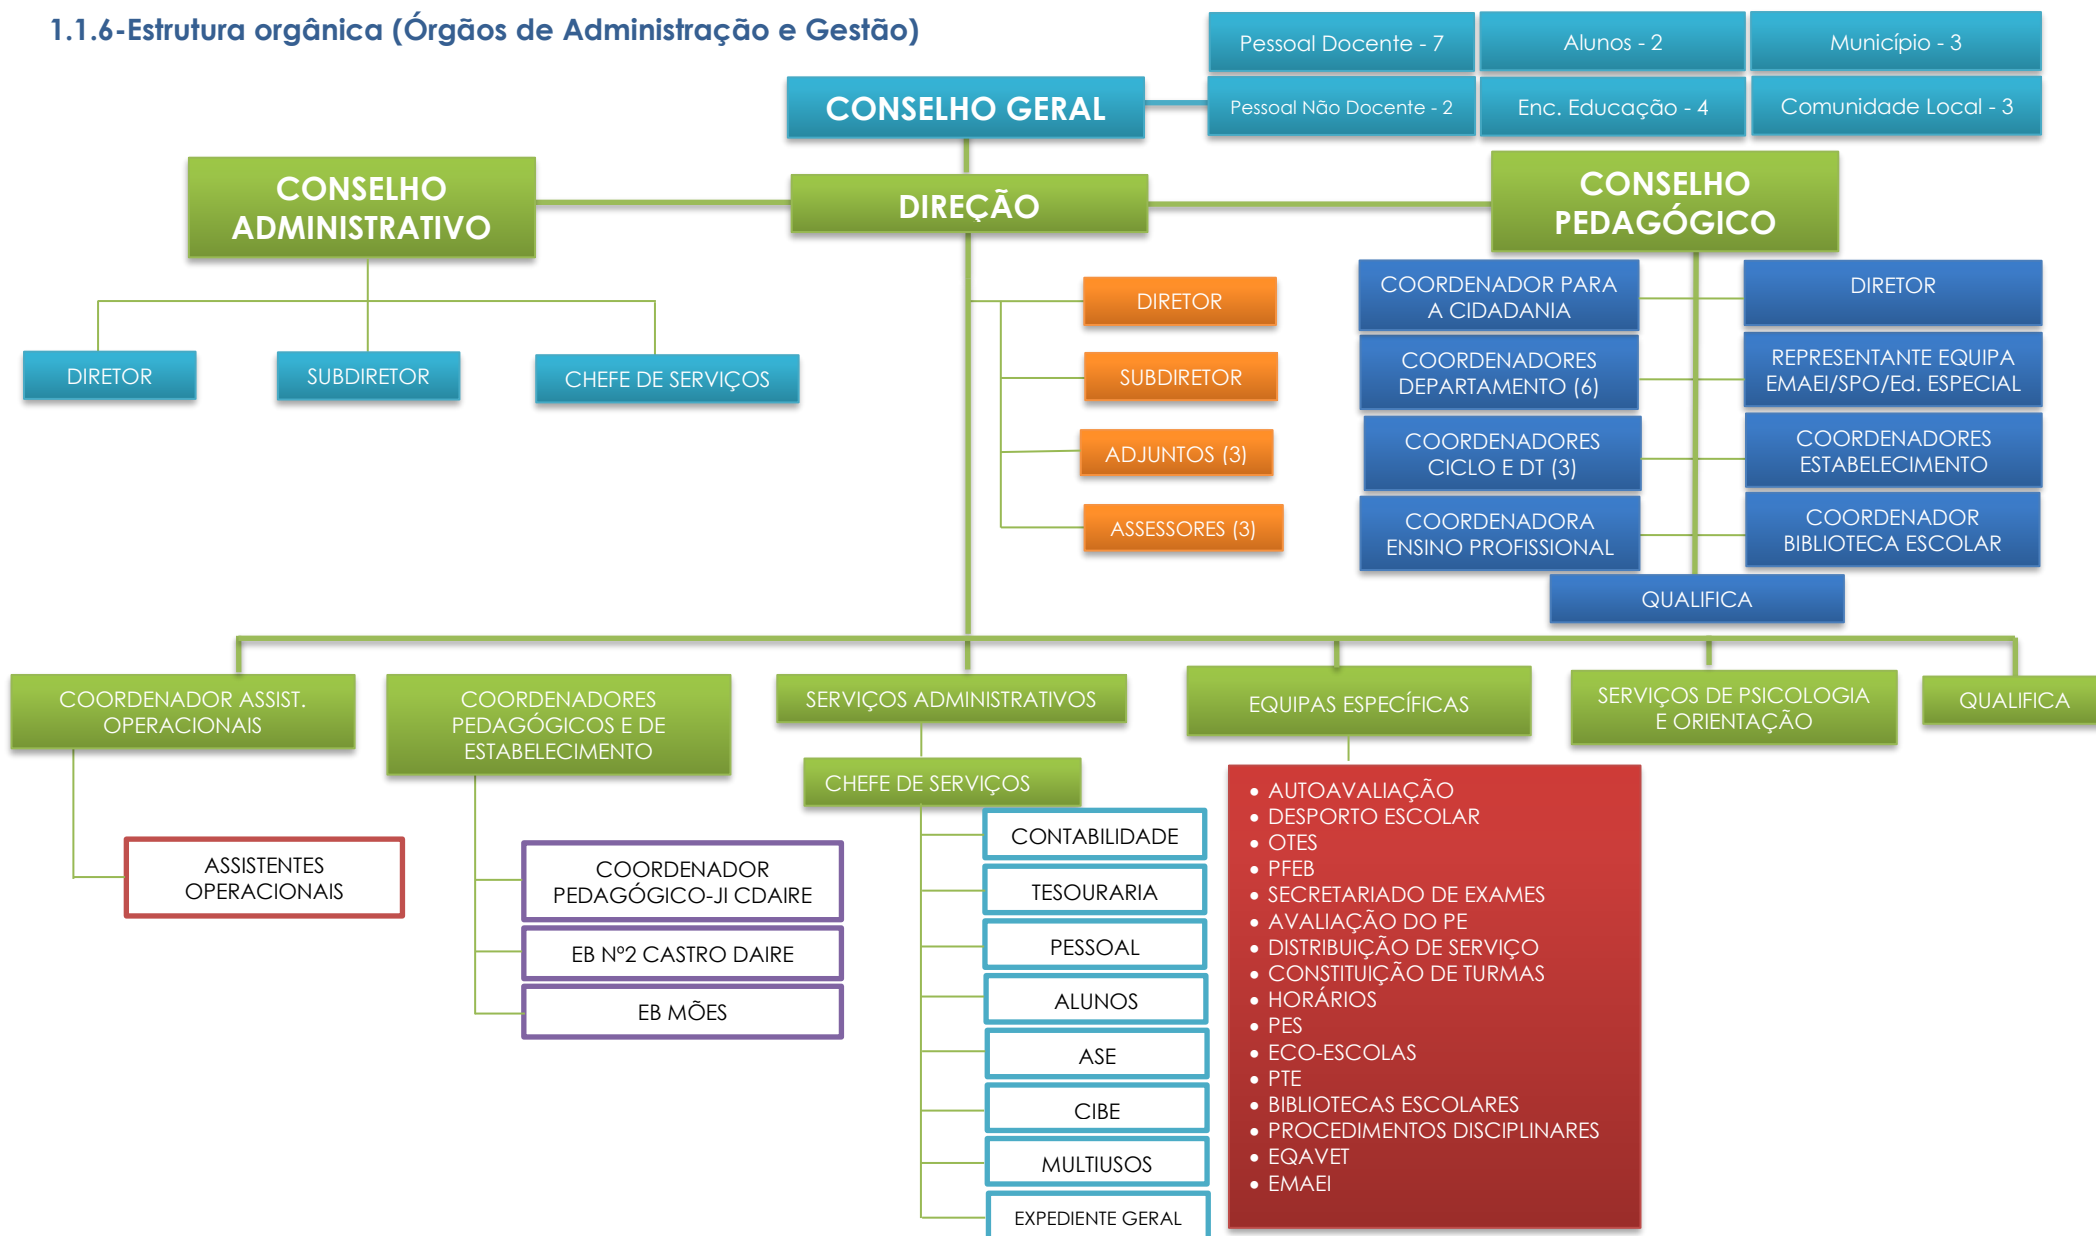 1.1.6-Estrutura orgânica (Órgãos de Administração e Gestão)
Pessoal Docente - 7
Alunos - 2
Município - 3
CONSELHO GERAL
Pessoal Não Docente - 2
Enc. Educação - 4
Comunidade Local - 3
CONSELHO
ADMINISTRATIVO
DIREÇÃO
CONSELHO
PEDAGÓGICO
DIRETOR
SUBDIRETOR
CHEFE DE SERVIÇOS
DIRETOR
SUBDIRETOR
ADJUNTOS (3)
ASSESSORES (3)
COORDENADOR PARA
A CIDADANIA
DIRETOR
COORDENADORES
DEPARTAMENTO (6)
REPRESENTANTE EQUIPA
EMAEI/SPO/Ed. ESPECIAL
COORDENADORES
CICLO E DT (3)
COORDENADORES
ESTABELECIMENTO
COORDENADORA
ENSINO PROFISSIONAL
COORDENADOR
BIBLIOTECA ESCOLAR
QUALIFICA
COORDENADOR ASSIST.
OPERACIONAIS
COORDENADORES
PEDAGÓGICOS E DE
ESTABELECIMENTO
SERVIÇOS ADMINISTRATIVOS
EQUIPAS ESPECÍFICAS
SERVIÇOS DE PSICOLOGIA
E ORIENTAÇÃO
QUALIFICA
ASSISTENTES
OPERACIONAIS
COORDENADOR
PEDAGÓGICO-JI CDAIRE
EB Nº2 CASTRO DAIRE
EB MÕES
CHEFE DE SERVIÇOS
CONTABILIDADE
TESOURARIA
PESSOAL
ALUNOS
ASE
CIBE
MULTIUSOS
EXPEDIENTE GERAL
• AUTOAVALIAÇÃO
• DESPORTO ESCOLAR
• OTES
• PFEB
• SECRETARIADO DE EXAMES
• AVALIAÇÃO DO PE
• DISTRIBUIÇÃO DE SERVIÇO
• CONSTITUIÇÃO DE TURMAS
• HORÁRIOS
• PES
• ECO-ESCOLAS
• PTE
• BIBLIOTECAS ESCOLARES
• PROCEDIMENTOS DISCIPLINARES
• EQAVET
• EMAEI